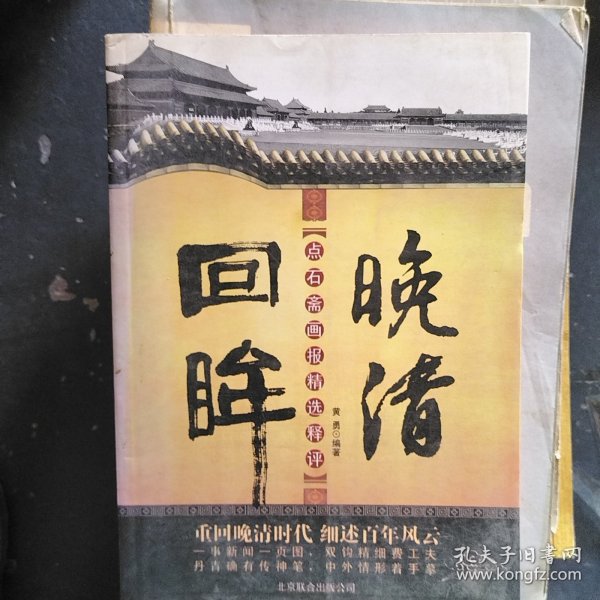 晚清
回眸
【点石斋画报精选释评】
黄勇⊙编著
重回晚清时代 细述百年风云
一事新闻一页图，双钩精细费工夫
丹青确有传神笔，中外情形着手摹
北京联合出版公司
孔夫子旧书网